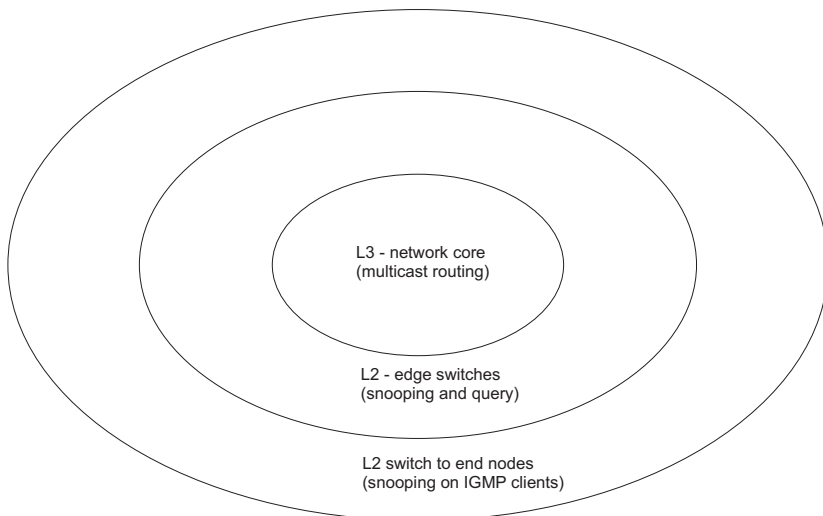 L3 - network core
(multicast routing)
L2 - edge switches
(snooping and query)
L2 switch to end nodes
(snooping on IGMP clients)